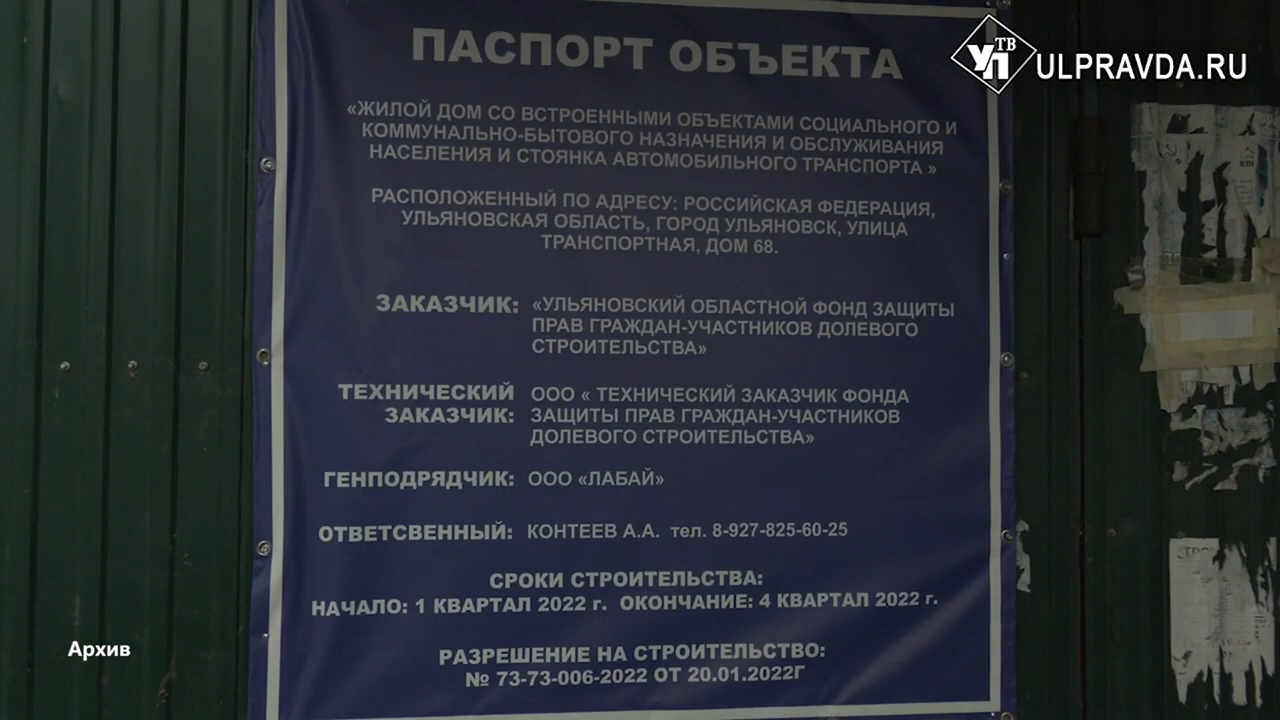 ПАСПОРТ ОБЪЕКТА
УП ТВ
ULPRAVDA.RU
«ЖИЛОЙ ДОМ СО ВСТРОЕННЫМИ ОБЪЕКТАМИ СОЦИАЛЬНОГО И
КОММУНАЛЬНО-БЫТОВОГО НАЗНАЧЕНИЯ И ОБСЛУЖИВАНИЯ
НАСЕЛЕНИЯ И СТОЯНКА АВТОМОБИЛЬНОГО ТРАНСПОРТА »
РАСПОЛОЖЕННЫЙ ПО АДРЕСУ: РОССИЙСКАЯ ФЕДЕРАЦИЯ,
УЛЬЯНОВСКАЯ ОБЛАСТЬ, ГОРОД УЛЬЯНОВСК, УЛИЦА
ТРАНСПОРТНАЯ, ДОМ 68.
ЗАКАЗЧИК: «УЛЬЯНОВСКИЙ ОБЛАСТНОЙ ФОНД ЗАЩИТЫ
ПРАВ ГРАЖДАН-УЧАСТНИКОВ ДОЛЕВОГО
СТРОИТЕЛЬСТВА»
ТЕХНИЧЕСКИЙ ООО « ТЕХНИЧЕСКИЙ ЗАКАЗЧИК ФОНДА
ЗАКАЗЧИК: ЗАЩИТЫ ПРАВ ГРАЖДАН-УЧАСТНИКОВ
ДОЛЕВОГО СТРОИТЕЛЬСТВА»
ГЕНПОДРЯДЧИК: ООО «ЛАБАЙ»
ОТВЕТСВЕННЫЙ: КОНТЕЕВ А.А. тел. 8-927-825-60-25
СРОКИ СТРОИТЕЛЬСТВА:
НАЧАЛО: 1 КВАРТАЛ 2022 г. ОКОНЧАНИЕ: 4 КВАРТАЛ 2022 г.
РАЗРЕШЕНИЕ НА СТРОИТЕЛЬСТВО:
№ 73-73-006-2022 ОТ 20.01.2022Г
Архив